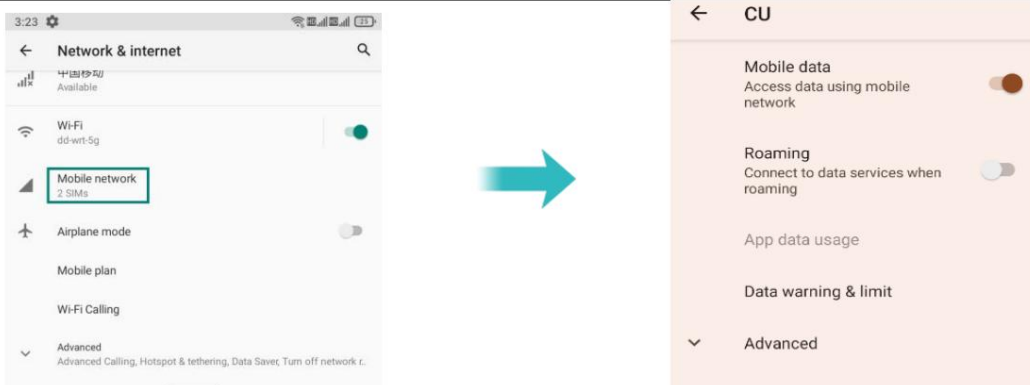 3:23
25
Network & internet
中国移动
Available
Wi-Fi
dd-wrt-5g
Mobile network
2 SIMs
Airplane mode
Mobile plan
Wi-Fi Calling
Advanced
Advanced Calling, Hotspot & tethering, Data Saver, Turn off network r..
CU
Mobile data
Access data using mobile
network
Roaming
Connect to data services when
roaming
App data usage
Data warning & limit
Advanced